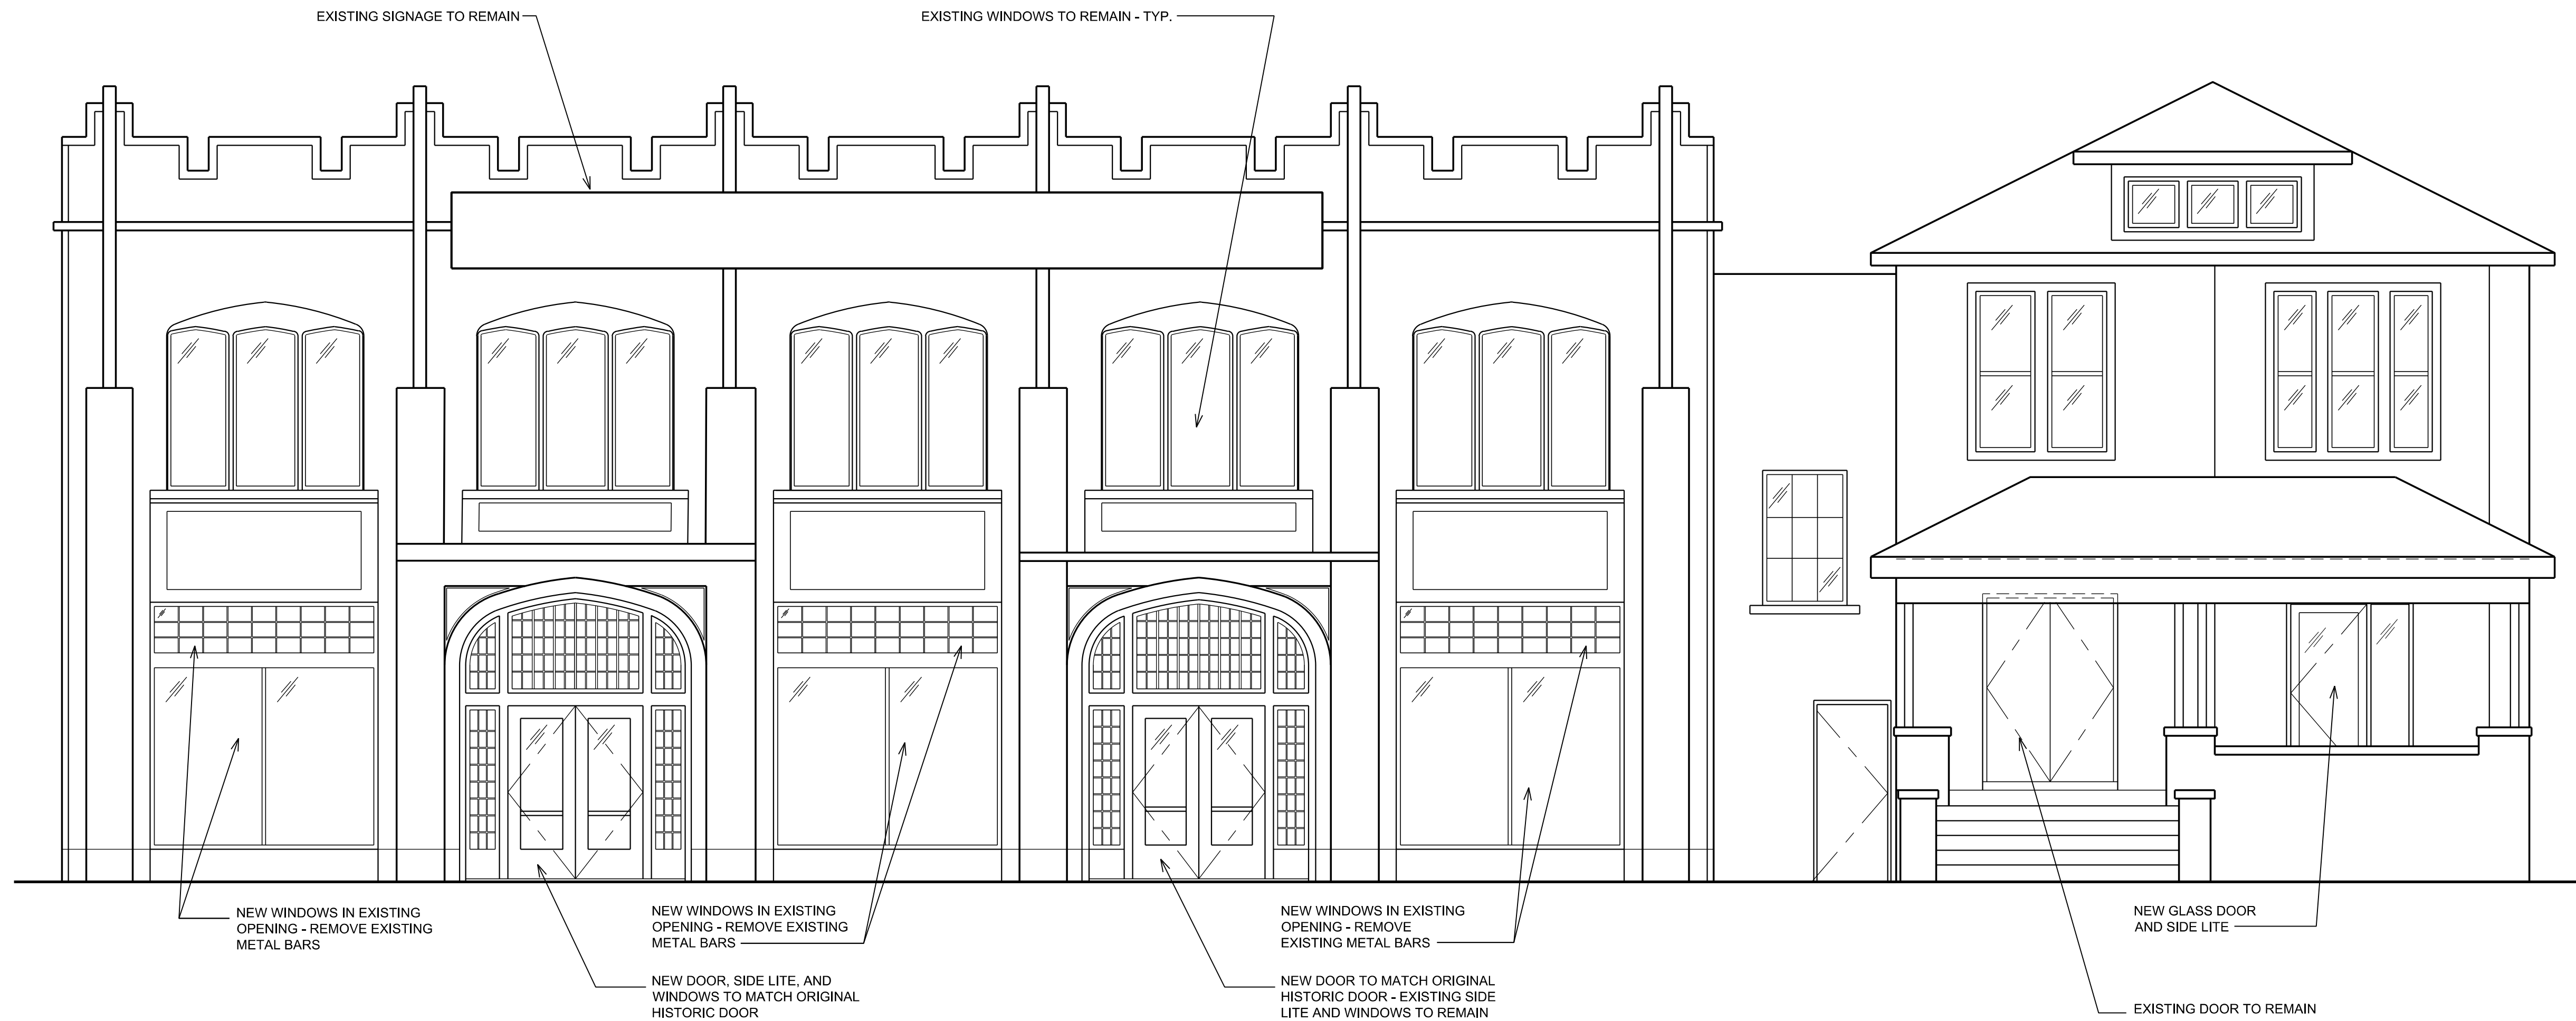 EXISTING SIGNAGE TO REMAIN
EXISTING WINDOWS TO REMAIN - TYP.
NEW WINDOWS IN EXISTING
OPENING - REMOVE EXISTING
METAL BARS
NEW WINDOWS IN EXISTING
OPENING - REMOVE EXISTING
METAL BARS
NEW DOOR, SIDE LITE, AND
WINDOWS TO MATCH ORIGINAL
HISTORIC DOOR
NEW WINDOWS IN EXISTING
OPENING - REMOVE
EXISTING METAL BARS
NEW DOOR TO MATCH ORIGINAL
HISTORIC DOOR - EXISTING SIDE
LITE AND WINDOWS TO REMAIN
NEW GLASS DOOR
AND SIDE LITE
EXISTING DOOR TO REMAIN